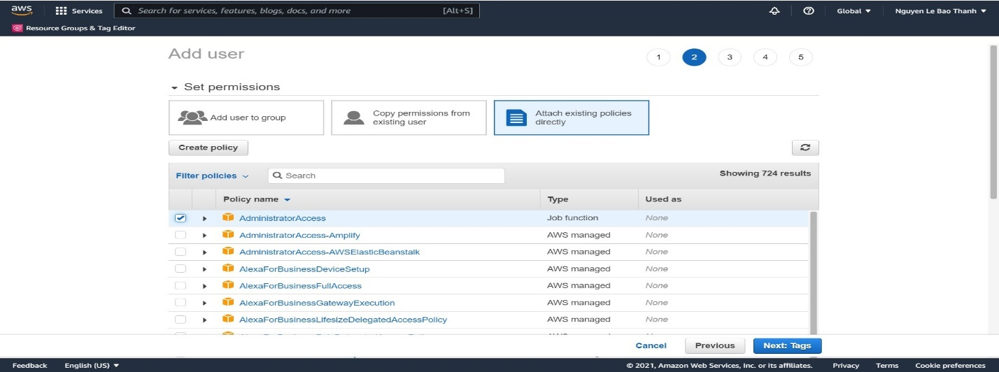 aws Services Search for services, features, blogs, docs, and more [Alt+S] Global Nguyen Le Bao Thanh
Resource Groups & Tag Editor
Add user 1 2 3 4 5
Set permissions
Add user to group
Copy permissions from
existing user
Attach existing policies
directly
Create policy
Filter policies Search Showing 724 results
Policy name Type Used as
AdministratorAccess Job function None
AdministratorAccess-Amplify AWS managed None
AdministratorAccess-AWSElasticBeanstalk AWS managed None
AlexaForBusinessDeviceSetup AWS managed None
AlexaForBusinessFullAccess AWS managed None
AlexaForBusinessGatewayExecution AWS managed None
AlexaForBusinessLifesizeDelegatedAccessPolicy AWS managed None
Cancel Previous Next: Tags
Feedback English (US) © 2021, Amazon Web Services, Inc. or its affiliates. Privacy Terms Cookie preferences